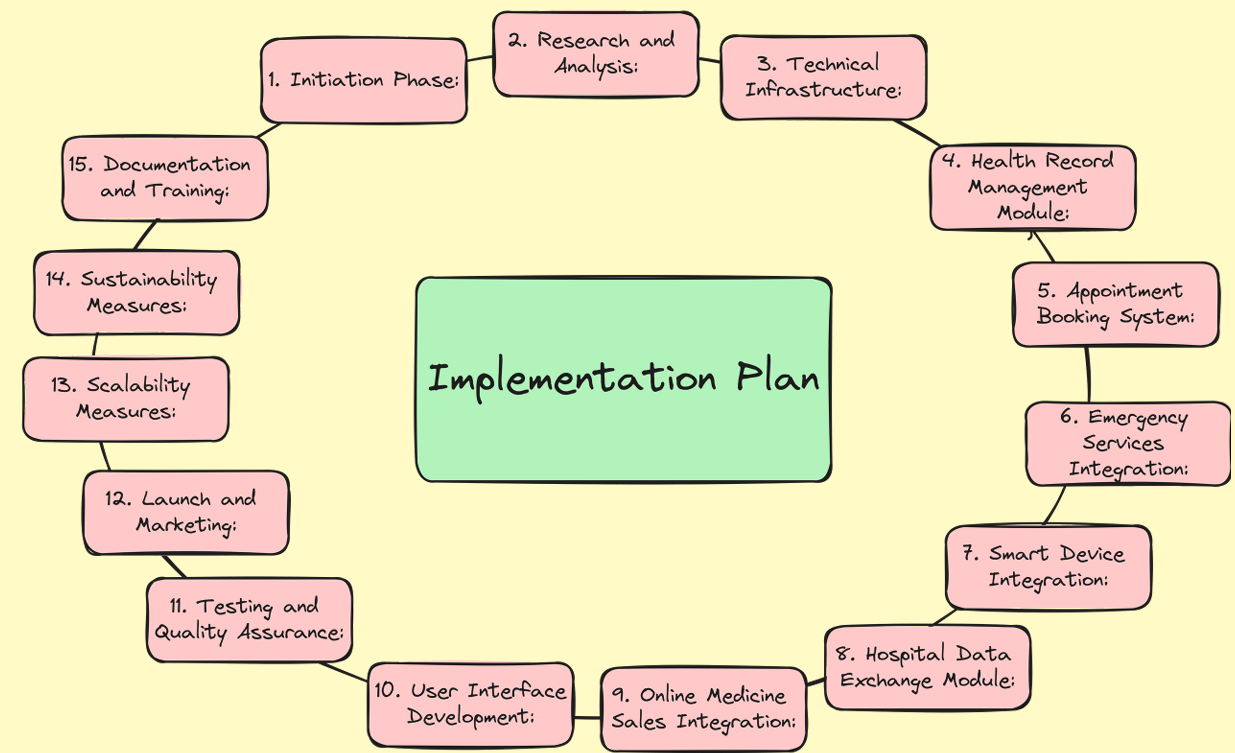 1. Initiation Phase:
2. Research and
Analysis:
3. Technical
Infrastructure:
4. Health Record
Management
Module:
5. Appointment
Booking System:
6. Emergency
Services
Integration:
7. Smart Device
Integration:
8. Hospital Data
Exchange Module:
9. Online Medicine
Sales Integration:
10. User Interface
Development:
11. Testing and
Quality Assurance:
12. Launch and
Marketing:
13. Scalability
Measures:
14. Sustainability
Measures:
15. Documentation
and Training:
Implementation Plan